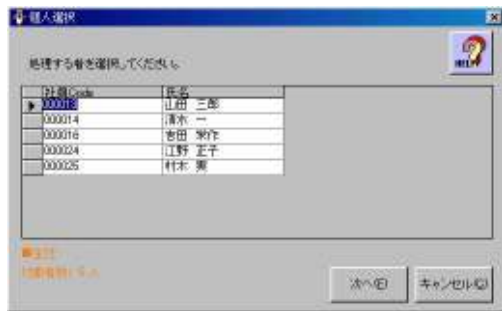 個人選択
処理する者を選択してください。
HELP
社員Code 氏名
000013 山田 三郎
000014 清水 一
000016 吉田 栄作
000024 江野 正子
000025 村木 実
次へ(F) キャンセル(C)